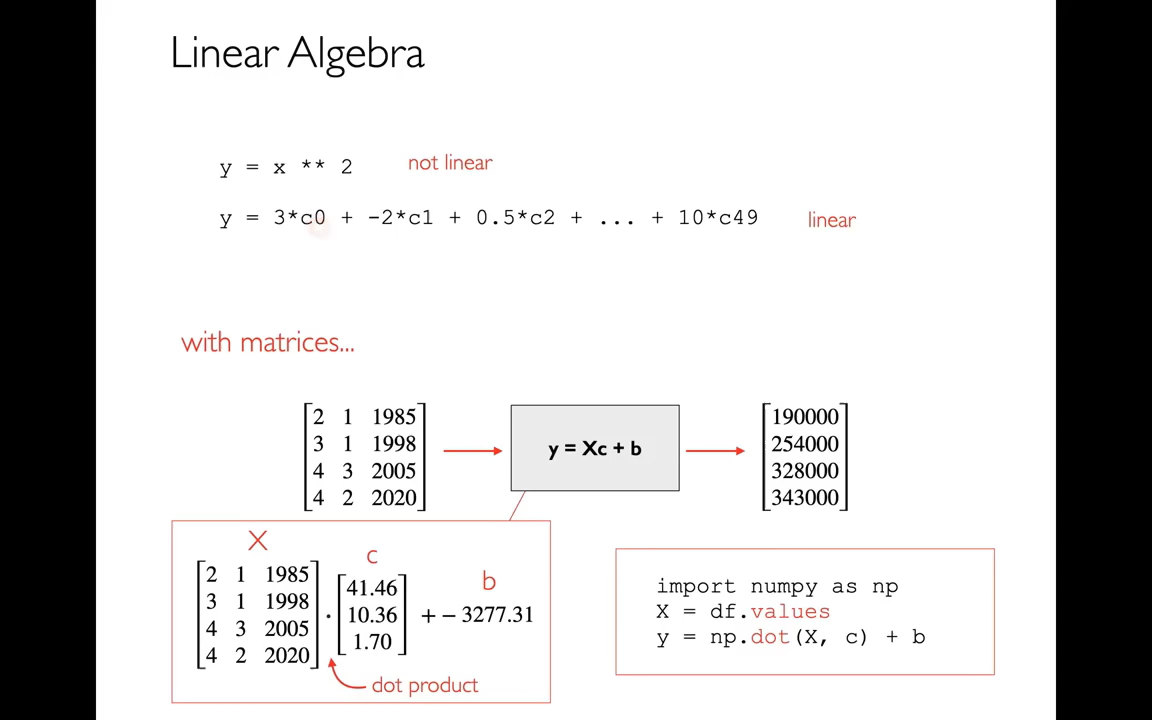 Linear Algebra
y = x ** 2 not linear
y = 3*c0 + -2*c1 + 0.5*c2 + ... + 10*c49 linear
with matrices...
2 1 1985
3 1 1998
4 3 2005
4 2 2020
y = Xc + b
190000
254000
328000
343000
X
2 1 1985
3 1 1998
4 3 2005
4 2 2020
·
c
41.46
10.36
1.70
b
+ − 3277.31
dot product
import numpy as np
X = df.values
y = np.dot(X, c) + b